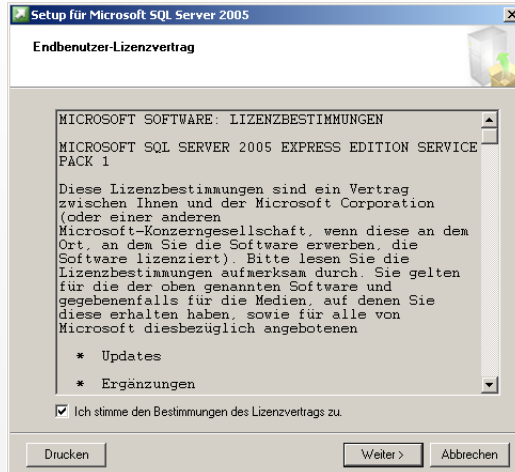 Setup für Microsoft SQL Server 2005
Endbenutzer-Lizenzvertrag
MICROSOFT SOFTWARE: LIZENZBESTIMMUNGEN
MICROSOFT SQL SERVER 2005 EXPRESS EDITION SERVICE
PACK 1
Diese Lizenzbestimmungen sind ein Vertrag
zwischen Ihnen und der Microsoft Corporation
(oder einer anderen
Microsoft-Konzerngesellschaft, wenn diese an dem
Ort, an dem Sie die Software erwerben, die
Software lizenziert). Bitte lesen Sie die
Lizenzbestimmungen aufmerksam durch. Sie gelten
für die der oben genannten Software und
gegebenenfalls für die Medien, auf denen Sie
diese erhalten haben, sowie für alle von
Microsoft diesbezüglich angebotenen
* Updates
* Ergänzungen
Ich stimme den Bestimmungen des Lizenzvertrags zu.
Drucken
Weiter >
Abbrechen